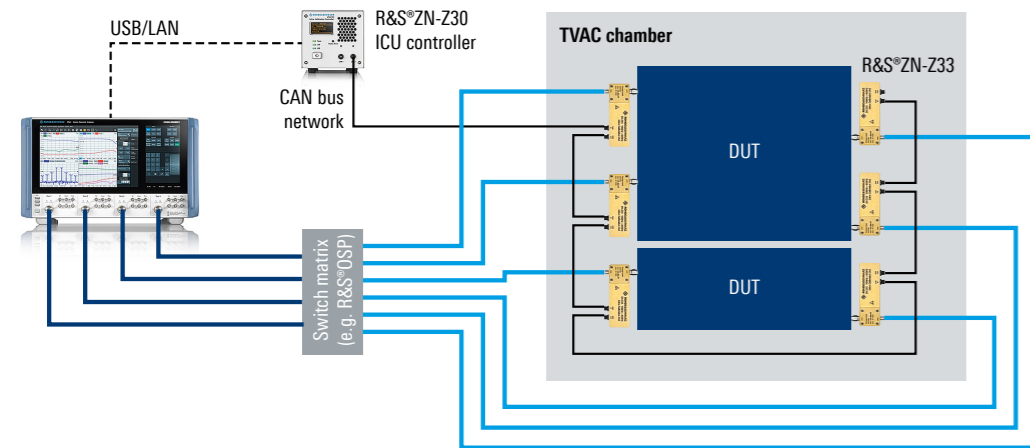 USB/LAN
R&S®ZN-Z30
ICU controller
CAN bus
network
TVAC chamber
R&S®ZN-Z33
DUT
DUT
Switch matrix
(e.g. R&S®OSP)